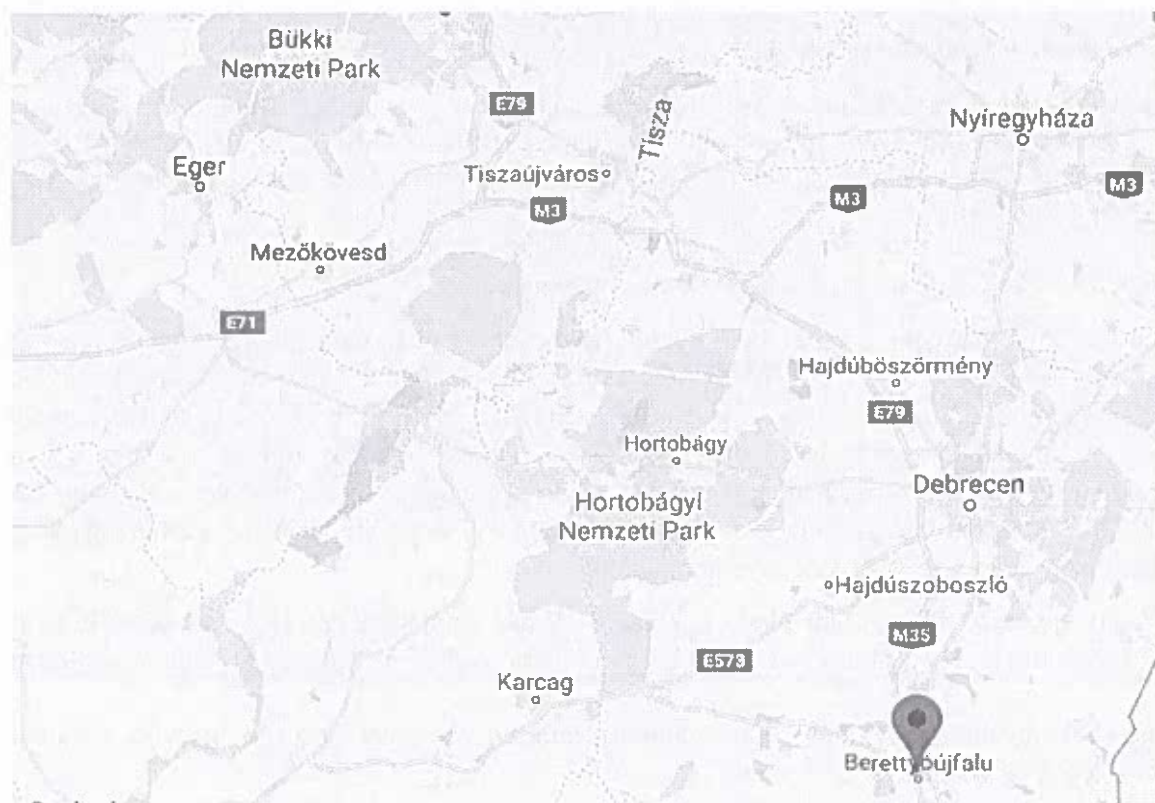 Bükki
Nemzeti Park
E79
Tisza
Nyíregyháza
Eger
Tiszaújváros
M3
M3
M3
Mezőkövesd
E71
Hajdúböszörmény
E79
Hortobágy
Debrecen
Hortobágyi
Nemzeti Park
Hajdúszoboszló
M35
E573
Karcag
Berettyóújfalu